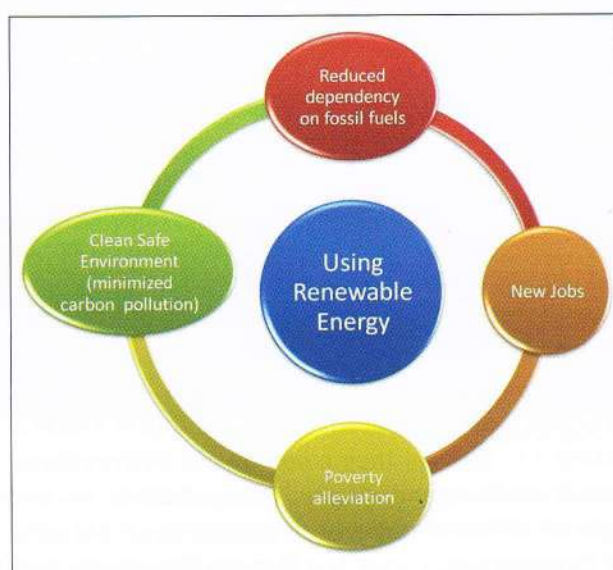 Reduced
dependency
on fossil fuels
Clean Safe
Environment
(minimized
carbon pollution)
Using
Renewable
Energy
New Jobs
Poverty
alleviation